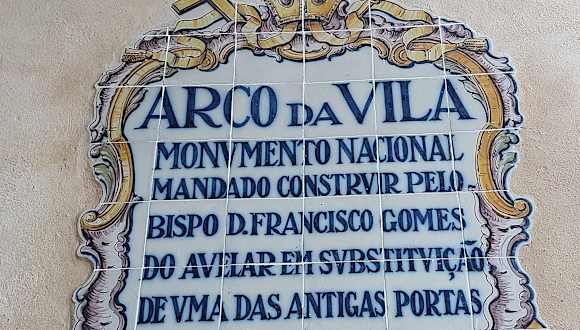 ARCO DA VILA
MONVMENTO NACIONAL
MANDADO CONSTRVIR PELO
BISPO D. FRANCISCO GOMES
DO AVELAR EM SVBSTITVIÇÃO
DE VMA DAS ANTIGAS PORTAS